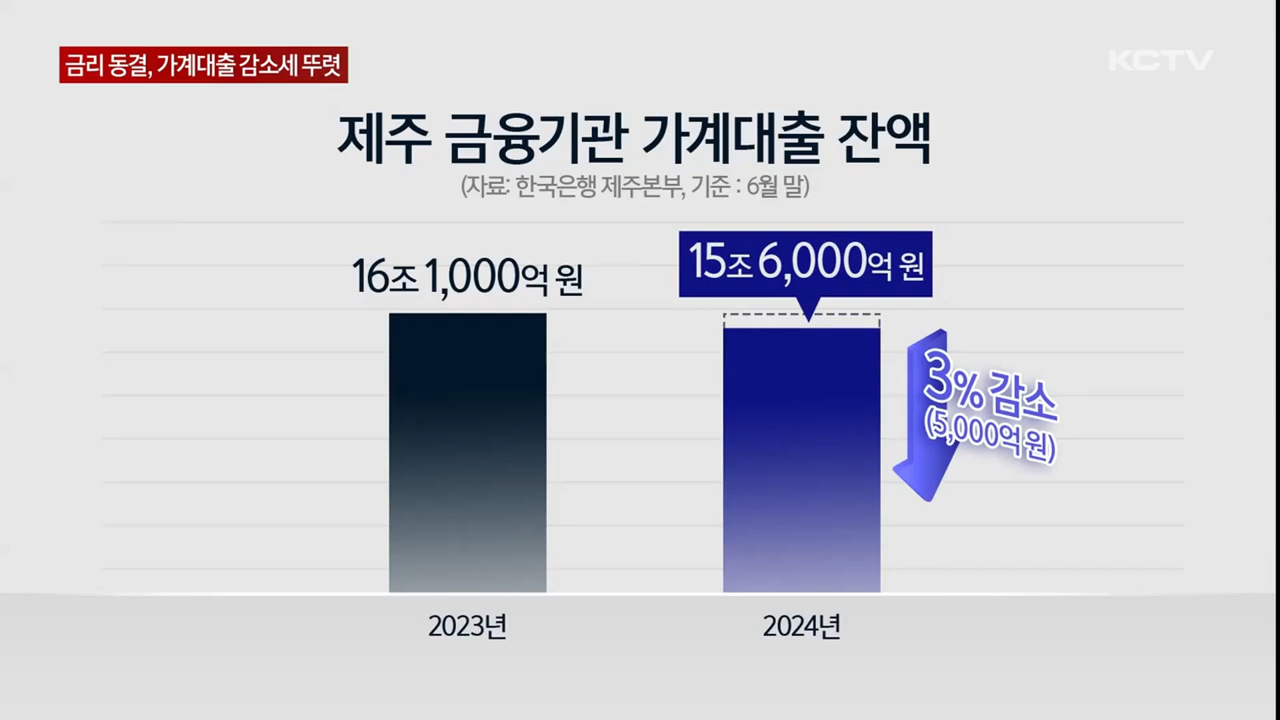 금리 동결, 가계대출 감소세 뚜렷
KCTV
제주 금융기관 가계대출 잔액
(자료: 한국은행 제주본부, 기준 : 6월 말)
16조 1,000억 원
15조 6,000억 원
3% 감소
(5,000억 원)
2023년
2024년